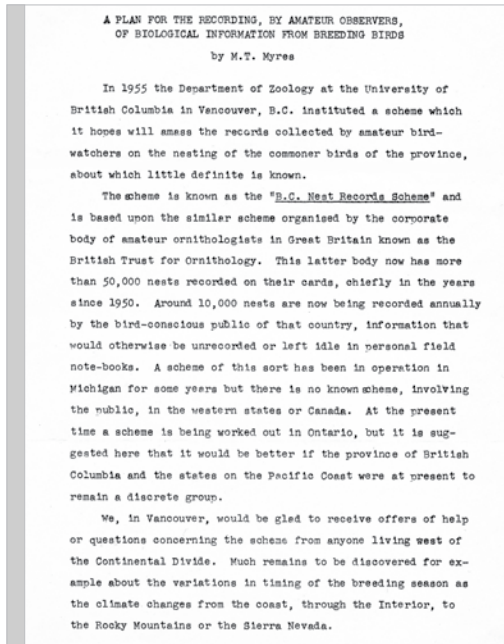 A PLAN FOR THE RECORDING, BY AMATEUR OBSERVERS,
OF BIOLOGICAL INFORMATION FROM BREEDING BIRDS
by M.T. Myres
In 1955 the Department of Zoology at the University of
British Columbia in Vancouver, B.C. instituted a scheme which
it hopes will amass the records collected by amateur bird-
watchers on the nesting of the commoner birds of the province,
about which little definite is known.
The scheme is known as the "B.C. Nest Records Scheme" and
is based upon the similar scheme organised by the corporate
body of amateur ornithologists in Great Britain known as the
British Trust for Ornithology. This latter body now has more
than 50,000 nests recorded on their cards, chiefly in the years
since 1950. Around 10,000 nests are now being recorded annually
by the bird-conscious public of that country, information that
would otherwise be unrecorded or left idle in personal field
note-books. A scheme of this sort has been in operation in
Michigan for some years but there is no known scheme, involving
the public, in the western states or Canada. At the present
time a scheme is being worked out in Ontario, but it is sug-
gested here that it would be better if the province of British
Columbia and the states on the Pacific Coast were at present to
remain a discrete group.
We, in Vancouver, would be glad to receive offers of help
or questions concerning the scheme from anyone living west of
the Continental Divide. Much remains to be discovered for ex-
ample about the variations in timing of the breeding season as
the climate changes from the coast, through the Interior, to
the Rocky Mountains or the Sierra Nevada.